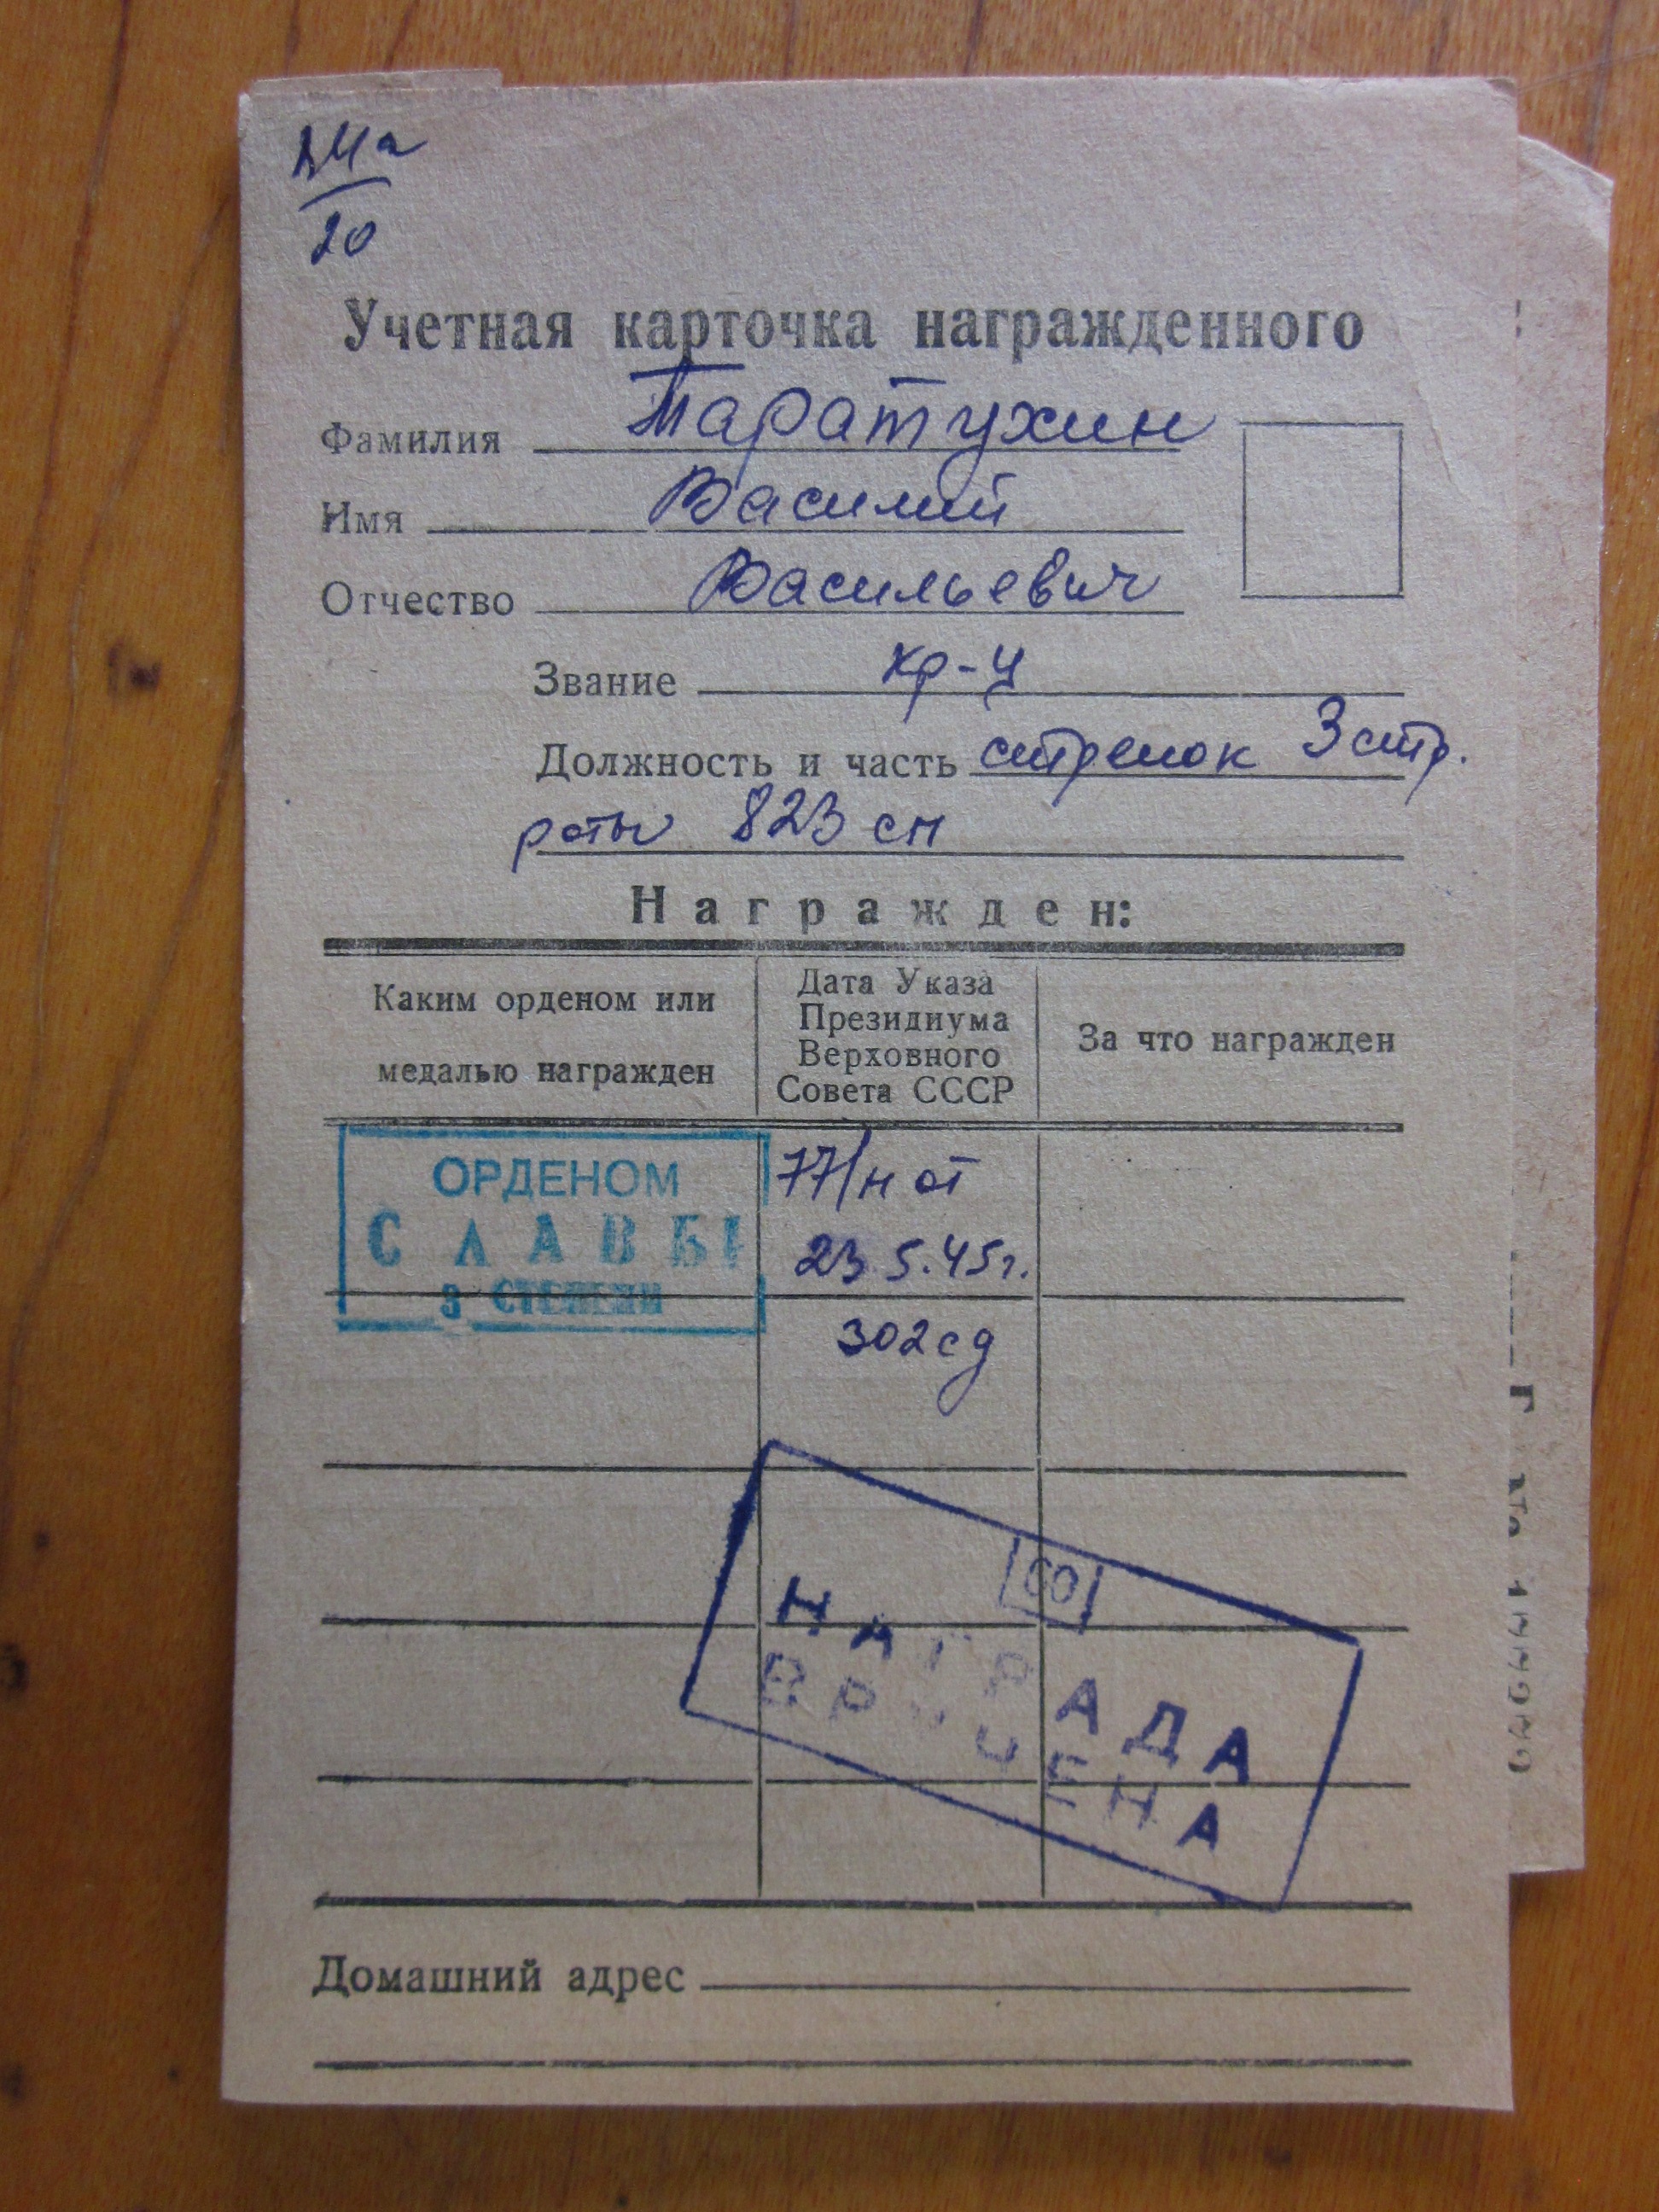 20
Учетная карточка награжденного
Фамилия Таратухин
Имя Василий
Отчество Васильевич
Звание кр-ц
Должность и часть стрелок 3 стр.
роты 823 сп
Награжден:
Каким орденом или
медалью награжден
Дата Указа
Президиума
Верховного
Совета СССР
За что награжден
ОРДЕНОМ
СЛАВЫ
3 СТЕПЕНИ
77/н от
23.5.45г.
302 сд
60
НАГРАДА
ВРУЧЕНА
Домашний адрес